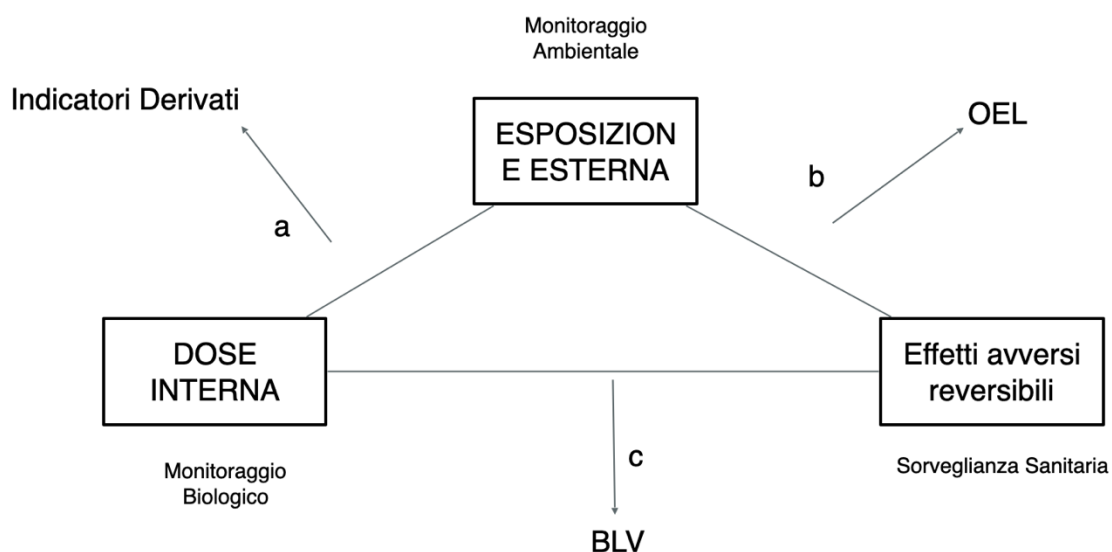 Monitoraggio
Ambientale
Indicatori Derivati
ESPOSIZION
E ESTERNA
OEL
a
b
DOSE
INTERNA
Effetti avversi
reversibili
Monitoraggio
Biologico
c
Sorveglianza Sanitaria
BLV